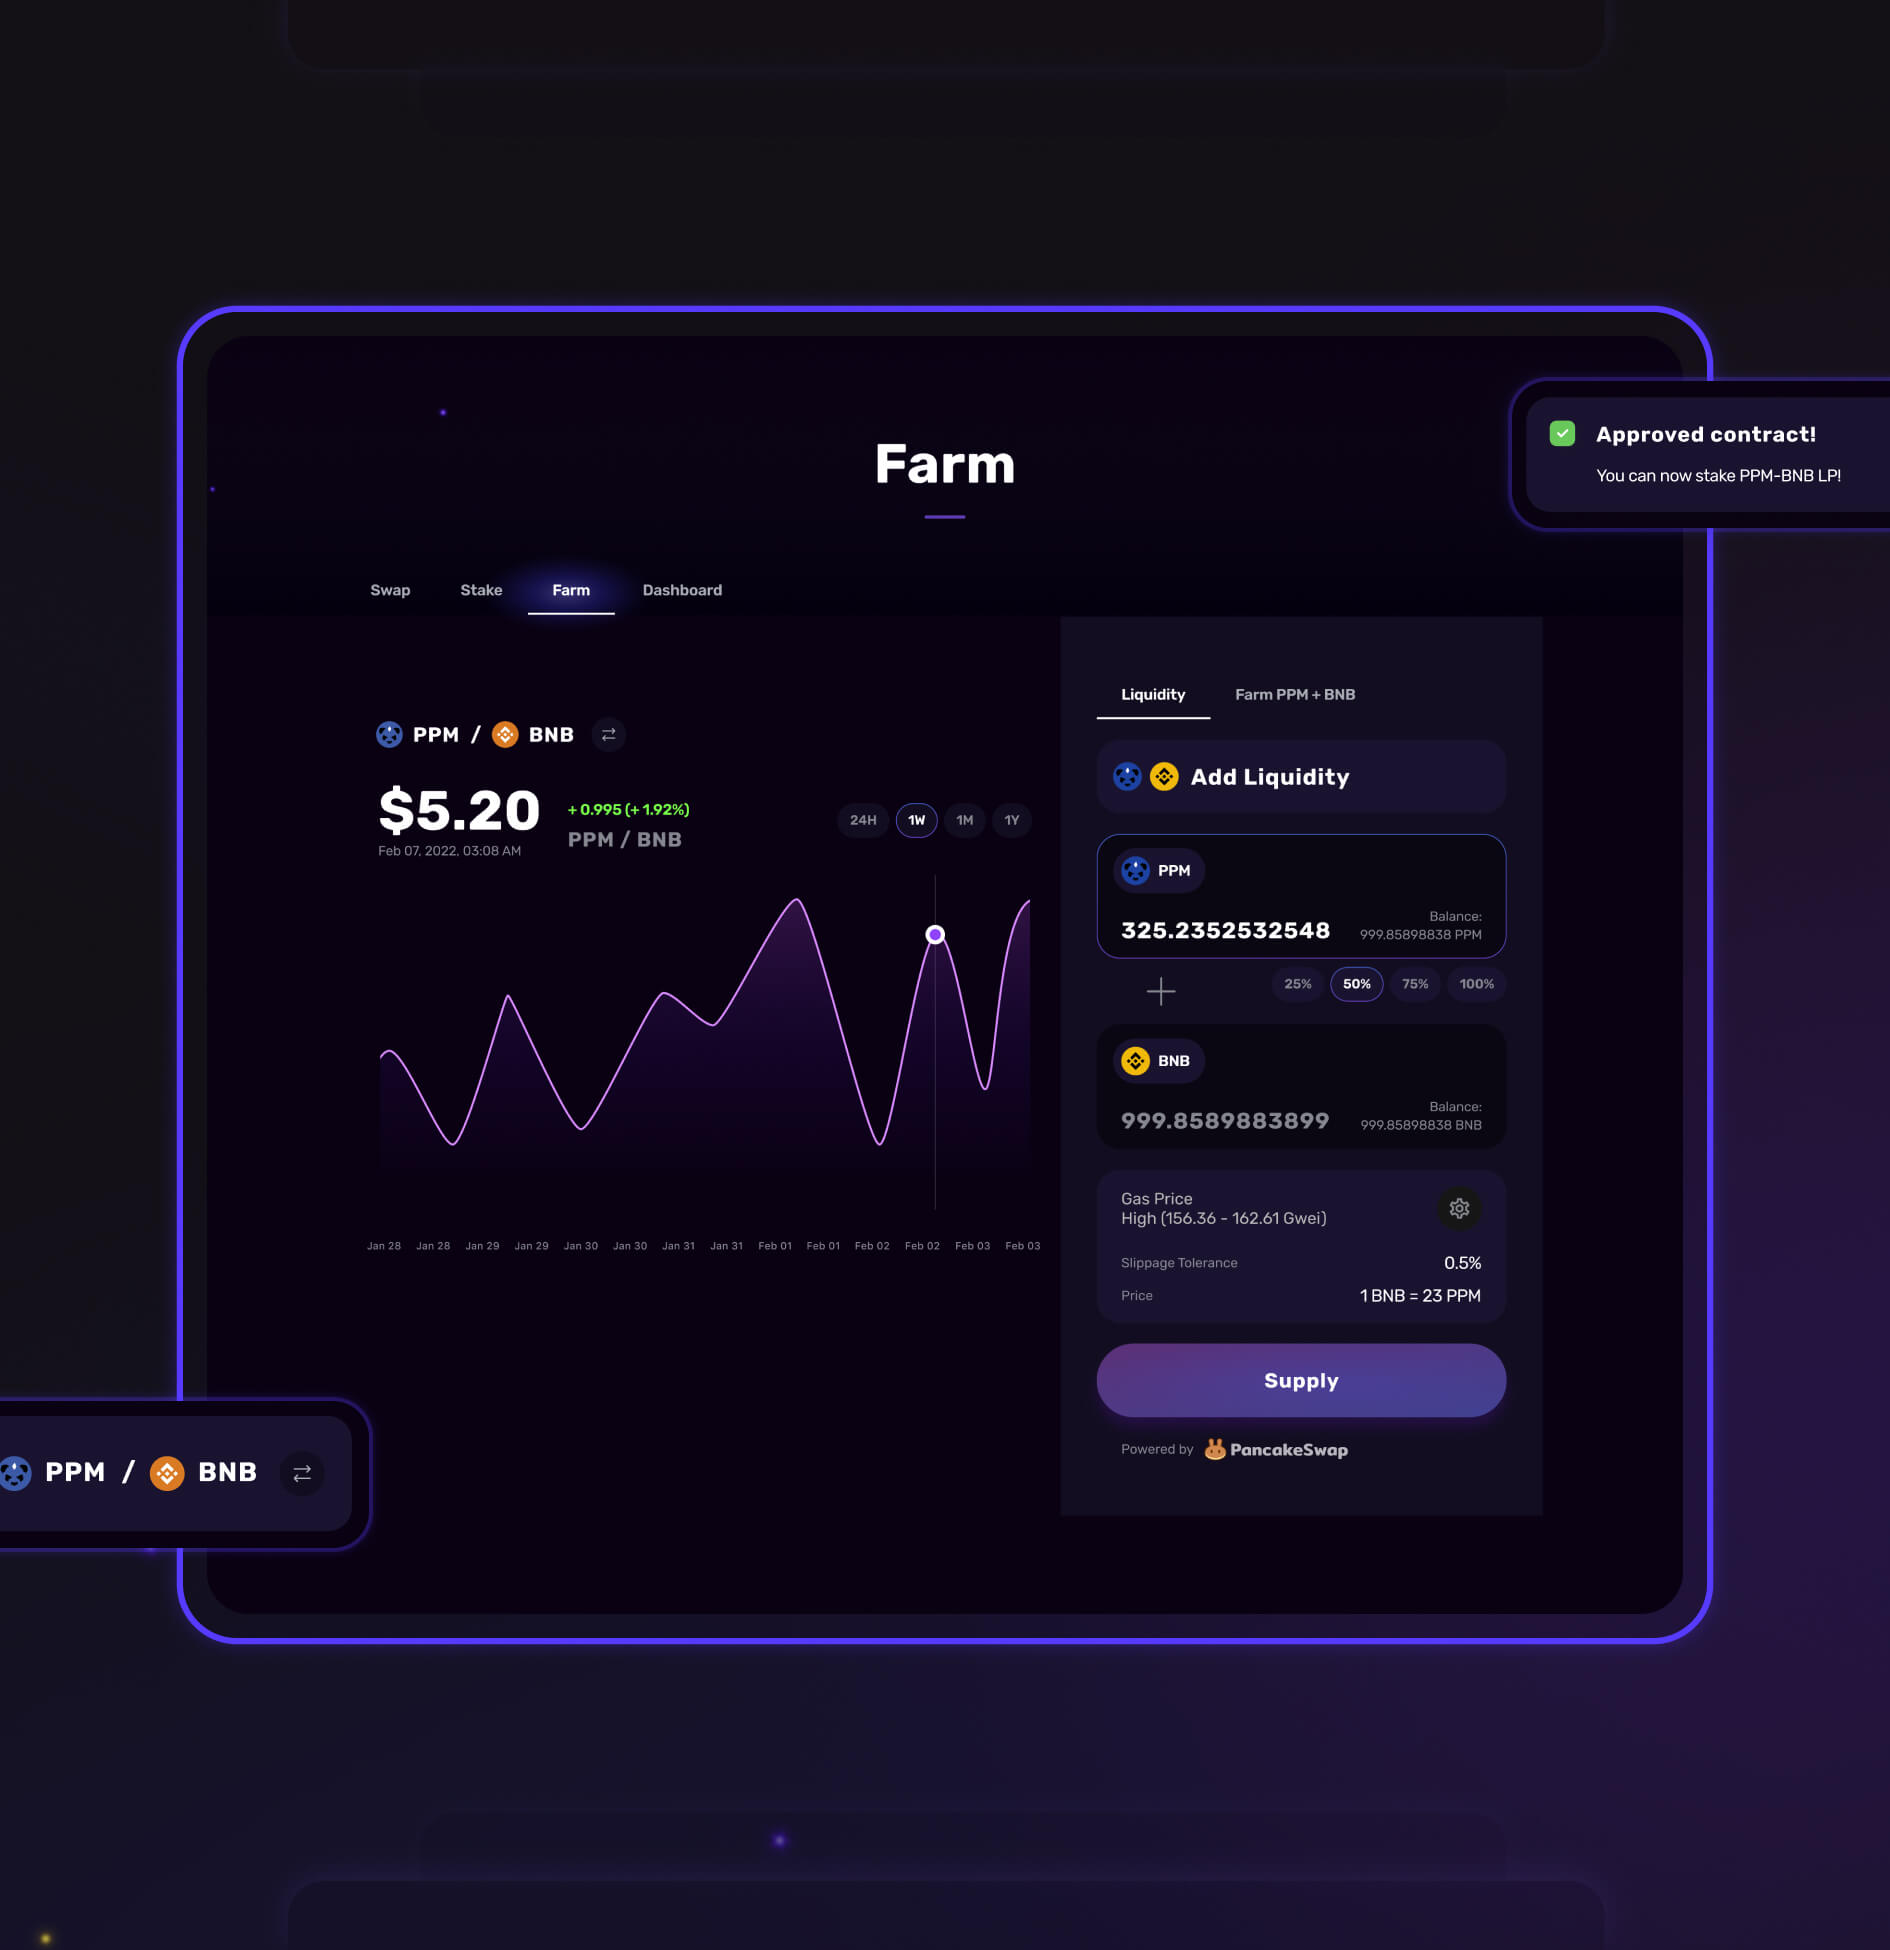 Farm
Approved contract!
You can now stake PPM-BNB LP!
Swap Stake Farm Dashboard
PPM / BNB
$5.20
+ 0.995 (+ 1.92%)
PPM / BNB
Feb 07, 2022, 03:08 AM
24H 1W 1M 1Y
Jan 28 Jan 28 Jan 29 Jan 29 Jan 30 Jan 30 Jan 31 Jan 31 Feb 01 Feb 01 Feb 02 Feb 02 Feb 03 Feb 03
Liquidity Farm PPM + BNB
Add Liquidity
PPM
325.2352532548
Balance:
999.85898838 PPM
25% 50% 75% 100%
BNB
999.8589883899
Balance:
999.85898838 BNB
Gas Price
High (156.36 - 162.61 Gwei)
Slippage Tolerance 0.5%
Price 1 BNB = 23 PPM
Supply
Powered by PancakeSwap
PPM / BNB